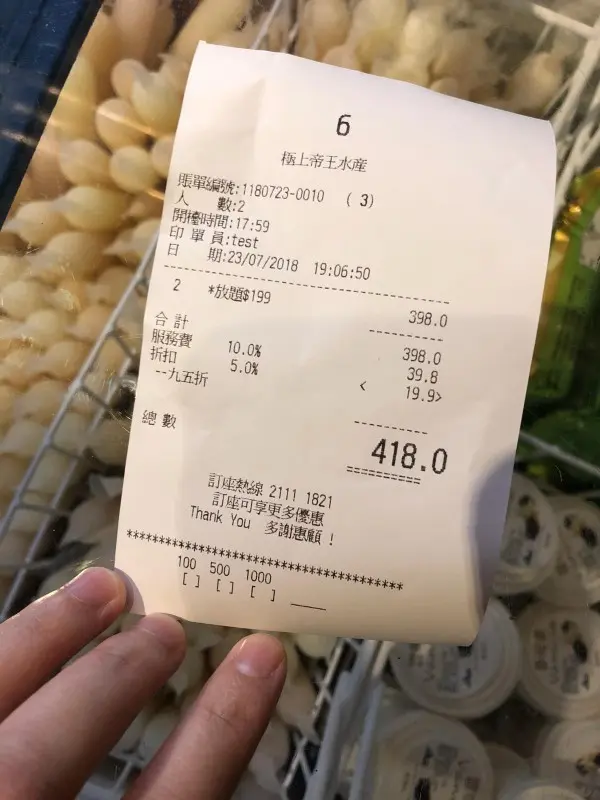 6
極上帝王水產
賬單編號:1180723-0010 (3)
人 數:2
開檯時間:17:59
印單員:test
日 期:23/07/2018 19:06:50
2 *放題$199 398.0
合計 398.0
服務費 10.0% 39.8
折扣 5.0% < 19.9>
--九五折
總數 418.0
==========
訂座熱線 2111 1821
訂座可享更多優惠
Thank You 多謝惠顧！
****************************************
100 500 1000
[ ] [ ] [ ] ____